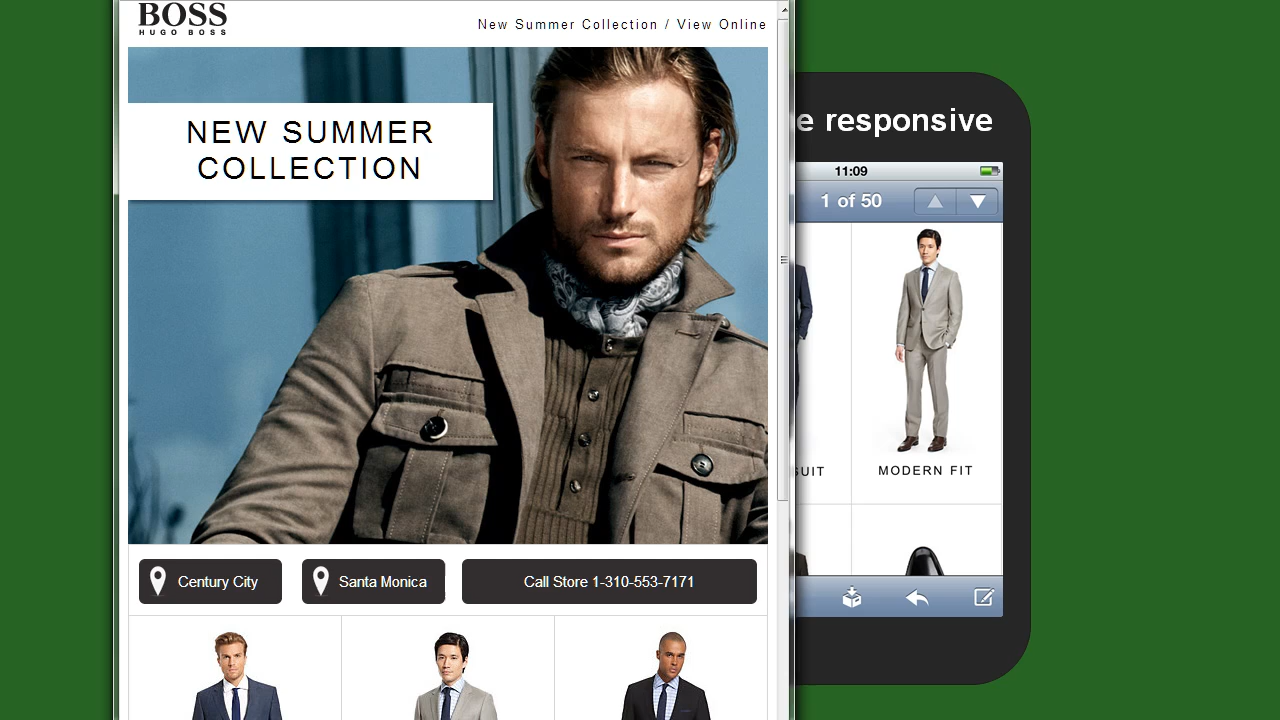 BOSS
HUGO BOSS
New Summer Collection / View Online
NEW SUMMER
COLLECTION
e responsive
11:09
1 of 50
SUIT
MODERN FIT
Century City
Santa Monica
Call Store 1-310-553-7171